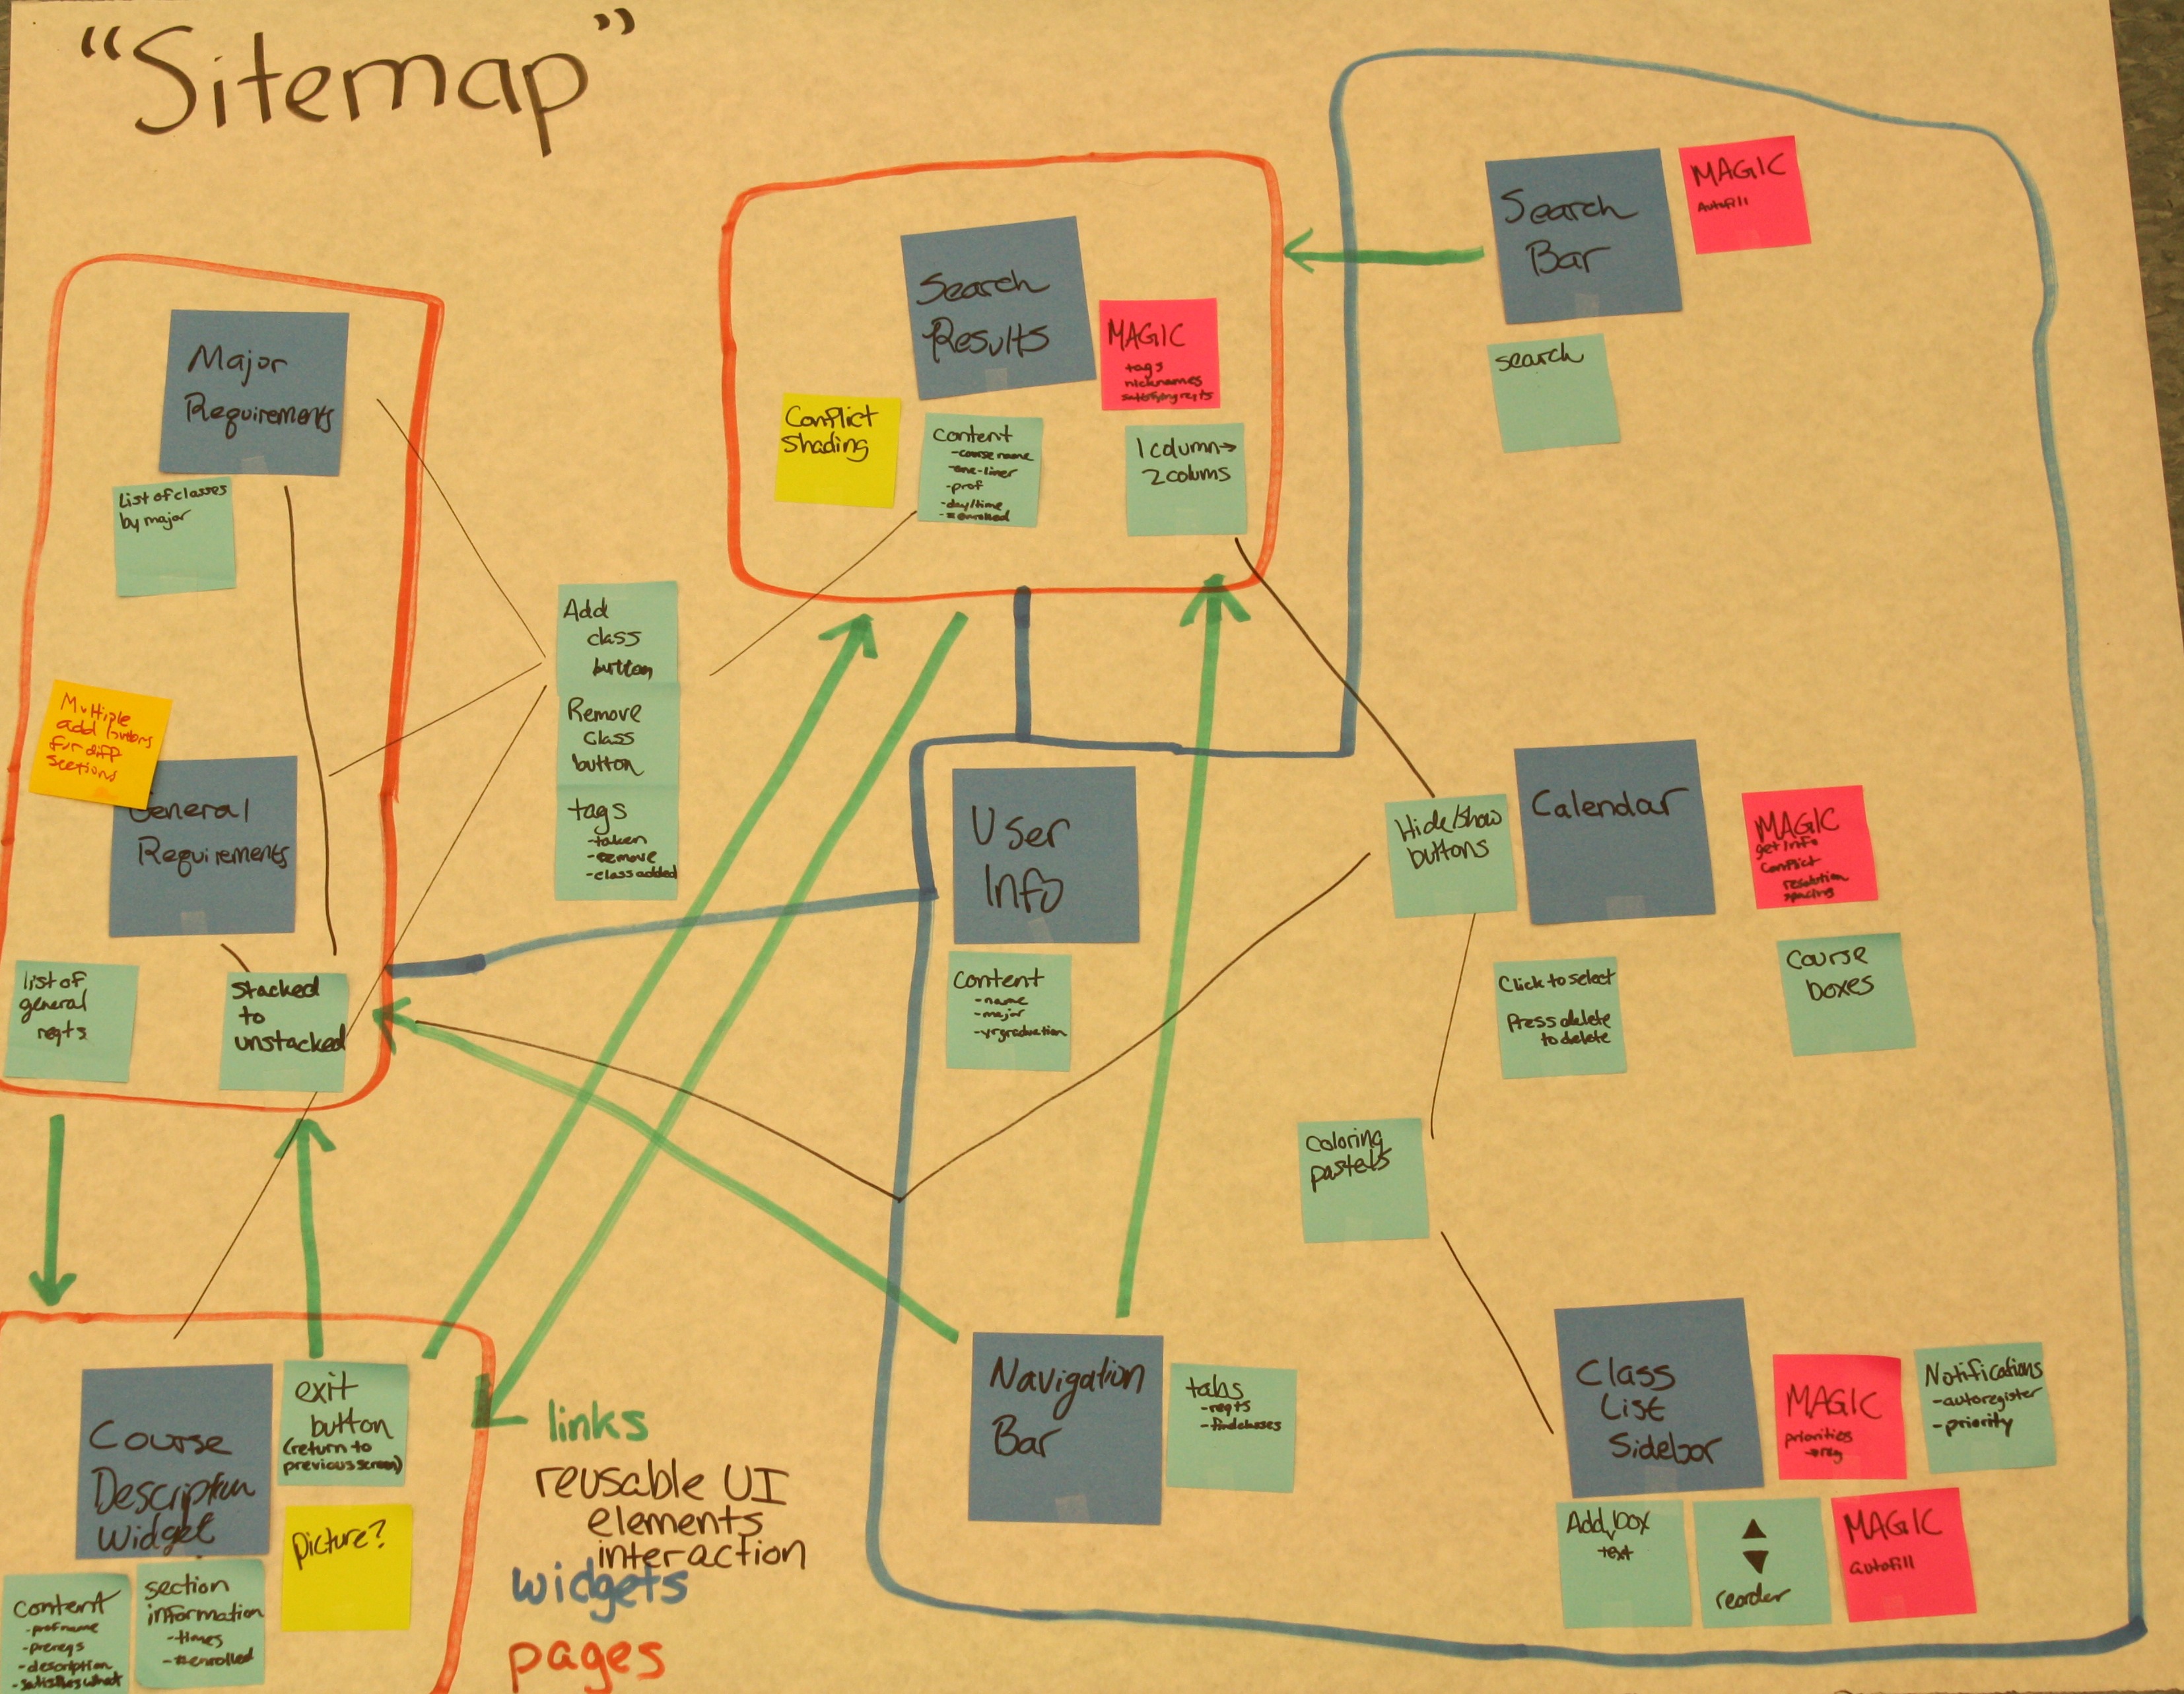 "Sitemap"
Search
Bar
MAGIC
Autofill
search
Search
Results
MAGIC
tags
nicknames
satisfying reqts
Conflict
Shading
Content
-course name
-one-liner
-prof
-day/time
-#enrolled
1 column→
2 colums
Major
Requirements
List of classes
by major
Multiple
add buttons
for diff
sections
General
Requirements
list of
general
reqts
Stacked
to
unstacked
Add
class
button
Remove
Class
button
tags
-taken
-remove
-class added
User
Info
Content
-name
-major
-yr graduation
Hide/show
buttons
Calendar
MAGIC
get info
Conflict
resolution
spacing
Click to select
Press delete
to delete
Course
boxes
Coloring
pastels
Navigation
Bar
tabs
-reqts
-find classes
Class
List
Sidebar
MAGIC
priorities
→reg
Notifications
-autoregister
-priority
Add box
text
▲
▼
reorder
MAGIC
autofill
Course
Description
Widget
exit
button
(return to
previous screen)
Picture?
Content
-prof name
-prereqs
-description
-satisfies what
section
information
-times
-#enrolled
links
reusable UI
elements
interaction
widgets
pages